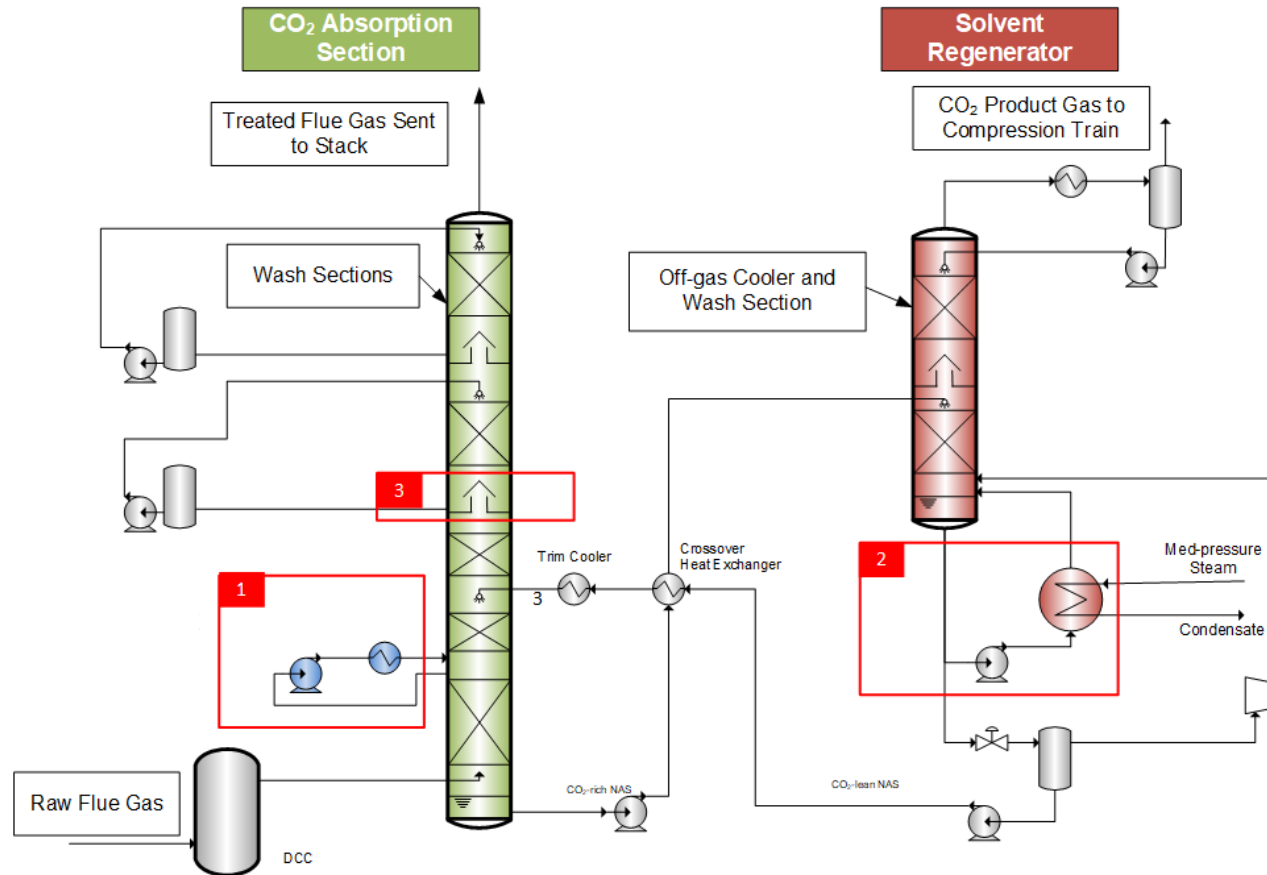 CO₂ Absorption
Section
Solvent
Regenerator
Treated Flue Gas Sent
to Stack
CO₂ Product Gas to
Compression Train
Wash Sections
Off-gas Cooler and
Wash Section
3
Trim Cooler
Crossover
Heat Exchanger
3
1
2
Med-pressure
Steam
Condensate
Raw Flue Gas
CO₂-rich NAS
CO₂-lean NAS
DCC